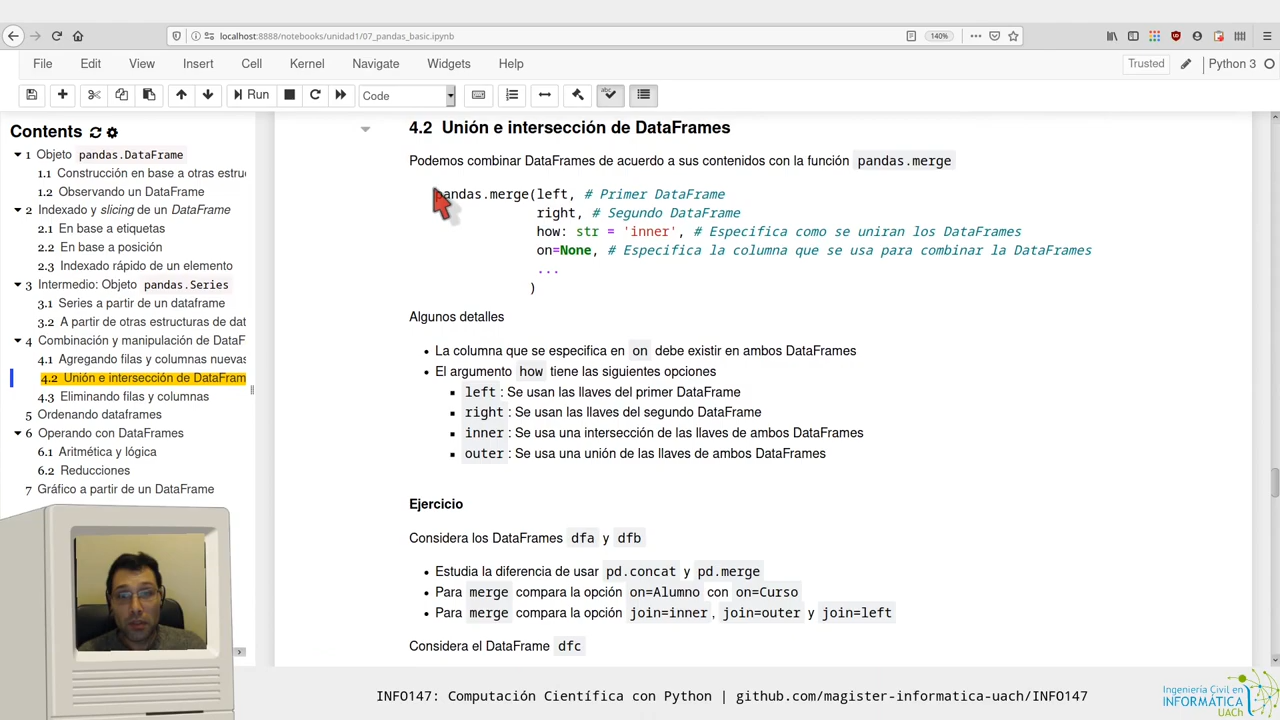 localhost:8888/notebooks/unidad1/07_pandas_basic.ipynb
140%
File Edit View Insert Cell Kernel Navigate Widgets Help
Trusted Python 3
Run Code
Contents
1 Objeto pandas.DataFrame
1.1 Construcción en base a otras estru
1.2 Observando un DataFrame
2 Indexado y slicing de un DataFrame
2.1 En base a etiquetas
2.2 En base a posición
2.3 Indexado rápido de un elemento
3 Intermedio: Objeto pandas.Series
3.1 Series a partir de un dataframe
3.2 A partir de otras estructuras de dat
4 Combinación y manipulación de DataF
4.1 Agregando filas y columnas nuevas
4.2 Unión e intersección de DataFram
4.3 Eliminando filas y columnas
5 Ordenando dataframes
6 Operando con DataFrames
6.1 Aritmética y lógica
6.2 Reducciones
7 Gráfico a partir de un DataFrame
4.2 Unión e intersección de DataFrames
Podemos combinar DataFrames de acuerdo a sus contenidos con la función pandas.merge
pandas.merge(left, # Primer DataFrame
right, # Segundo DataFrame
how: str = 'inner', # Especifica como se uniran los DataFrames
on=None, # Especifica la columna que se usa para combinar la DataFrames
...
)
Algunos detalles
• La columna que se especifica en on debe existir en ambos DataFrames
• El argumento how tiene las siguientes opciones
▪ left : Se usan las llaves del primer DataFrame
▪ right : Se usan las llaves del segundo DataFrame
▪ inner : Se usa una intersección de las llaves de ambos DataFrames
▪ outer : Se usa una unión de las llaves de ambos DataFrames
Ejercicio
Considera los DataFrames dfa y dfb
• Estudia la diferencia de usar pd.concat y pd.merge
• Para merge compara la opción on=Alumno con on=Curso
• Para merge compara la opción join=inner , join=outer y join=left
Considera el DataFrame dfc
INFO147: Computación Científica con Python | github.com/magister-informatica-uach/INFO147
Ingeniería Civil en
INFORMÁTICA
UACh